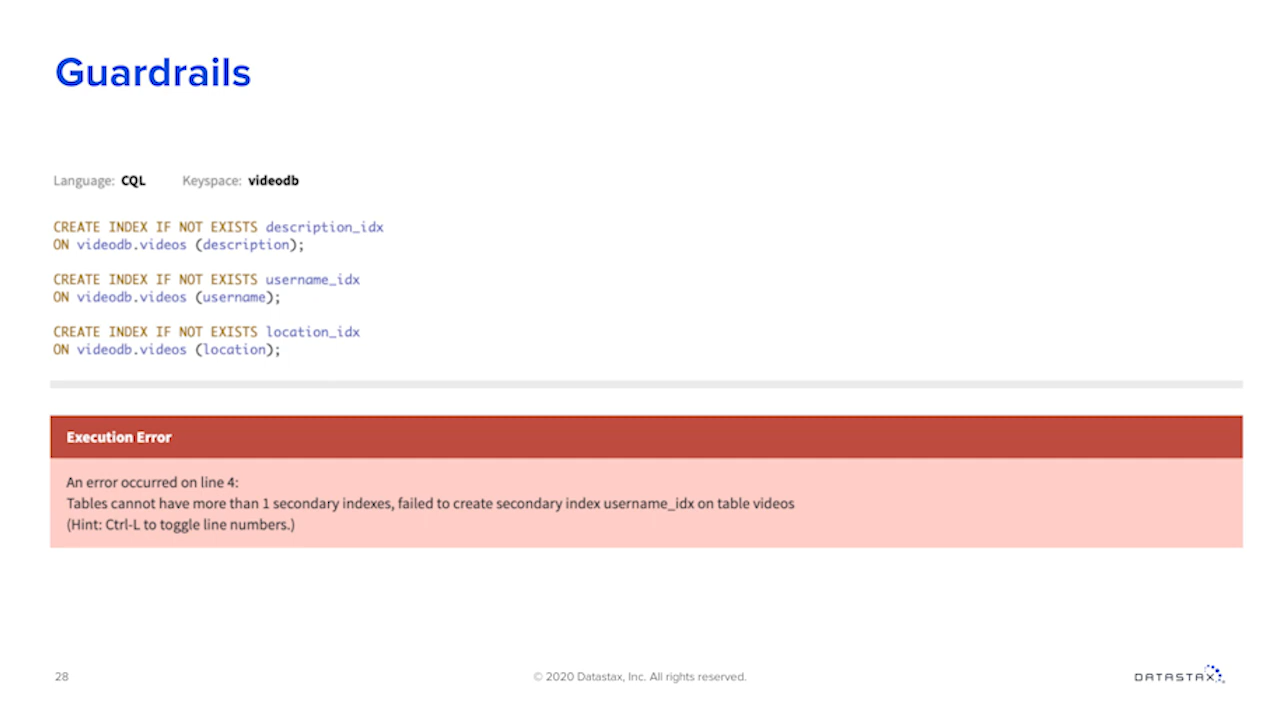 Guardrails
Language: CQL Keyspace: videodb
CREATE INDEX IF NOT EXISTS description_idx
ON videodb.videos (description);
CREATE INDEX IF NOT EXISTS username_idx
ON videodb.videos (username);
CREATE INDEX IF NOT EXISTS location_idx
ON videodb.videos (location);
Execution Error
An error occurred on line 4:
Tables cannot have more than 1 secondary indexes, failed to create secondary index username_idx on table videos
(Hint: Ctrl-L to toggle line numbers.)
28 © 2020 Datastax, Inc. All rights reserved. DATASTAX